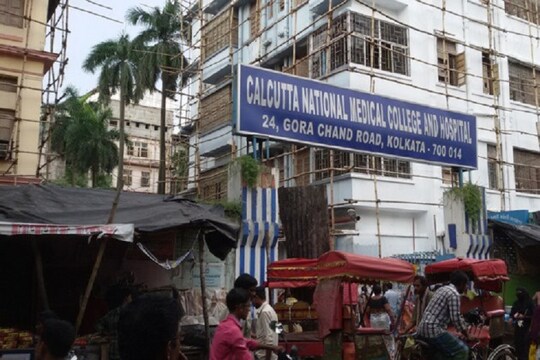 CALCUTTA NATIONAL MEDICAL COLLEGE AND HOSPITAL
24, GORA CHAND ROAD, KOLKATA - 700 014